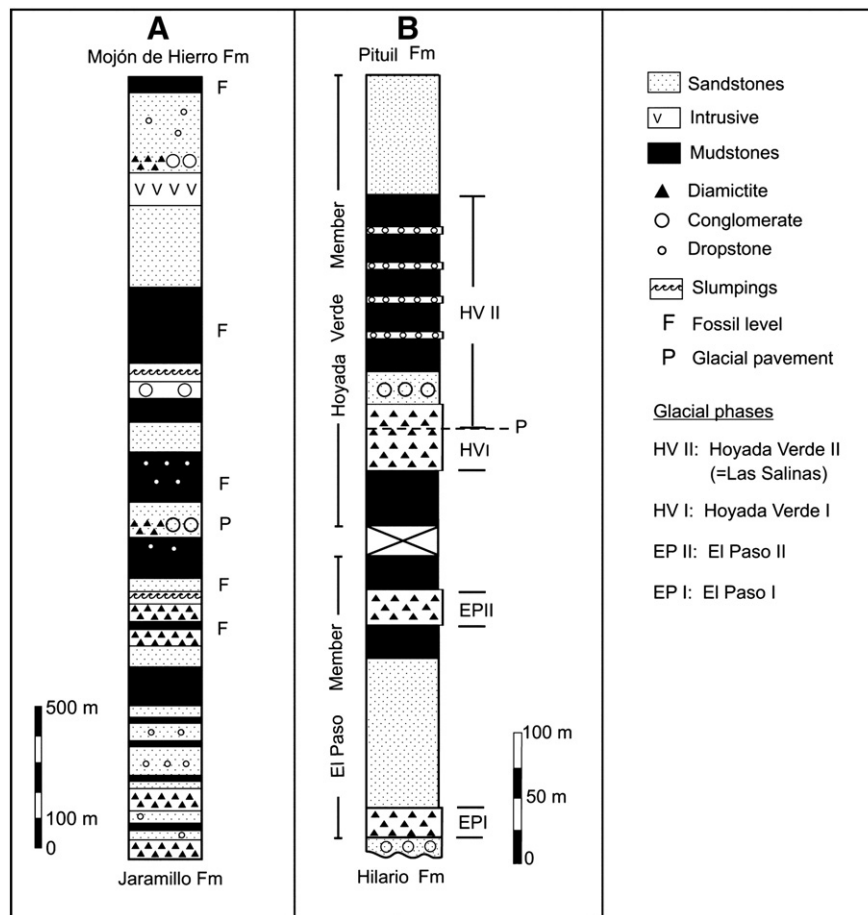 A
Mojón de Hierro Fm
F
F
F
P
F
F
500 m
100 m
0
Jaramillo Fm
B
Pituil Fm
Hoyada Verde Member
HV II
P
HVI
EPII
El Paso Member
EPI
100 m
50 m
0
Hilario Fm
Sandstones
V Intrusive
Mudstones
Diamictite
Conglomerate
Dropstone
Slumpings
F Fossil level
P Glacial pavement
Glacial phases
HV II: Hoyada Verde II
(=Las Salinas)
HV I: Hoyada Verde I
EP II: El Paso II
EP I: El Paso I
V V V V